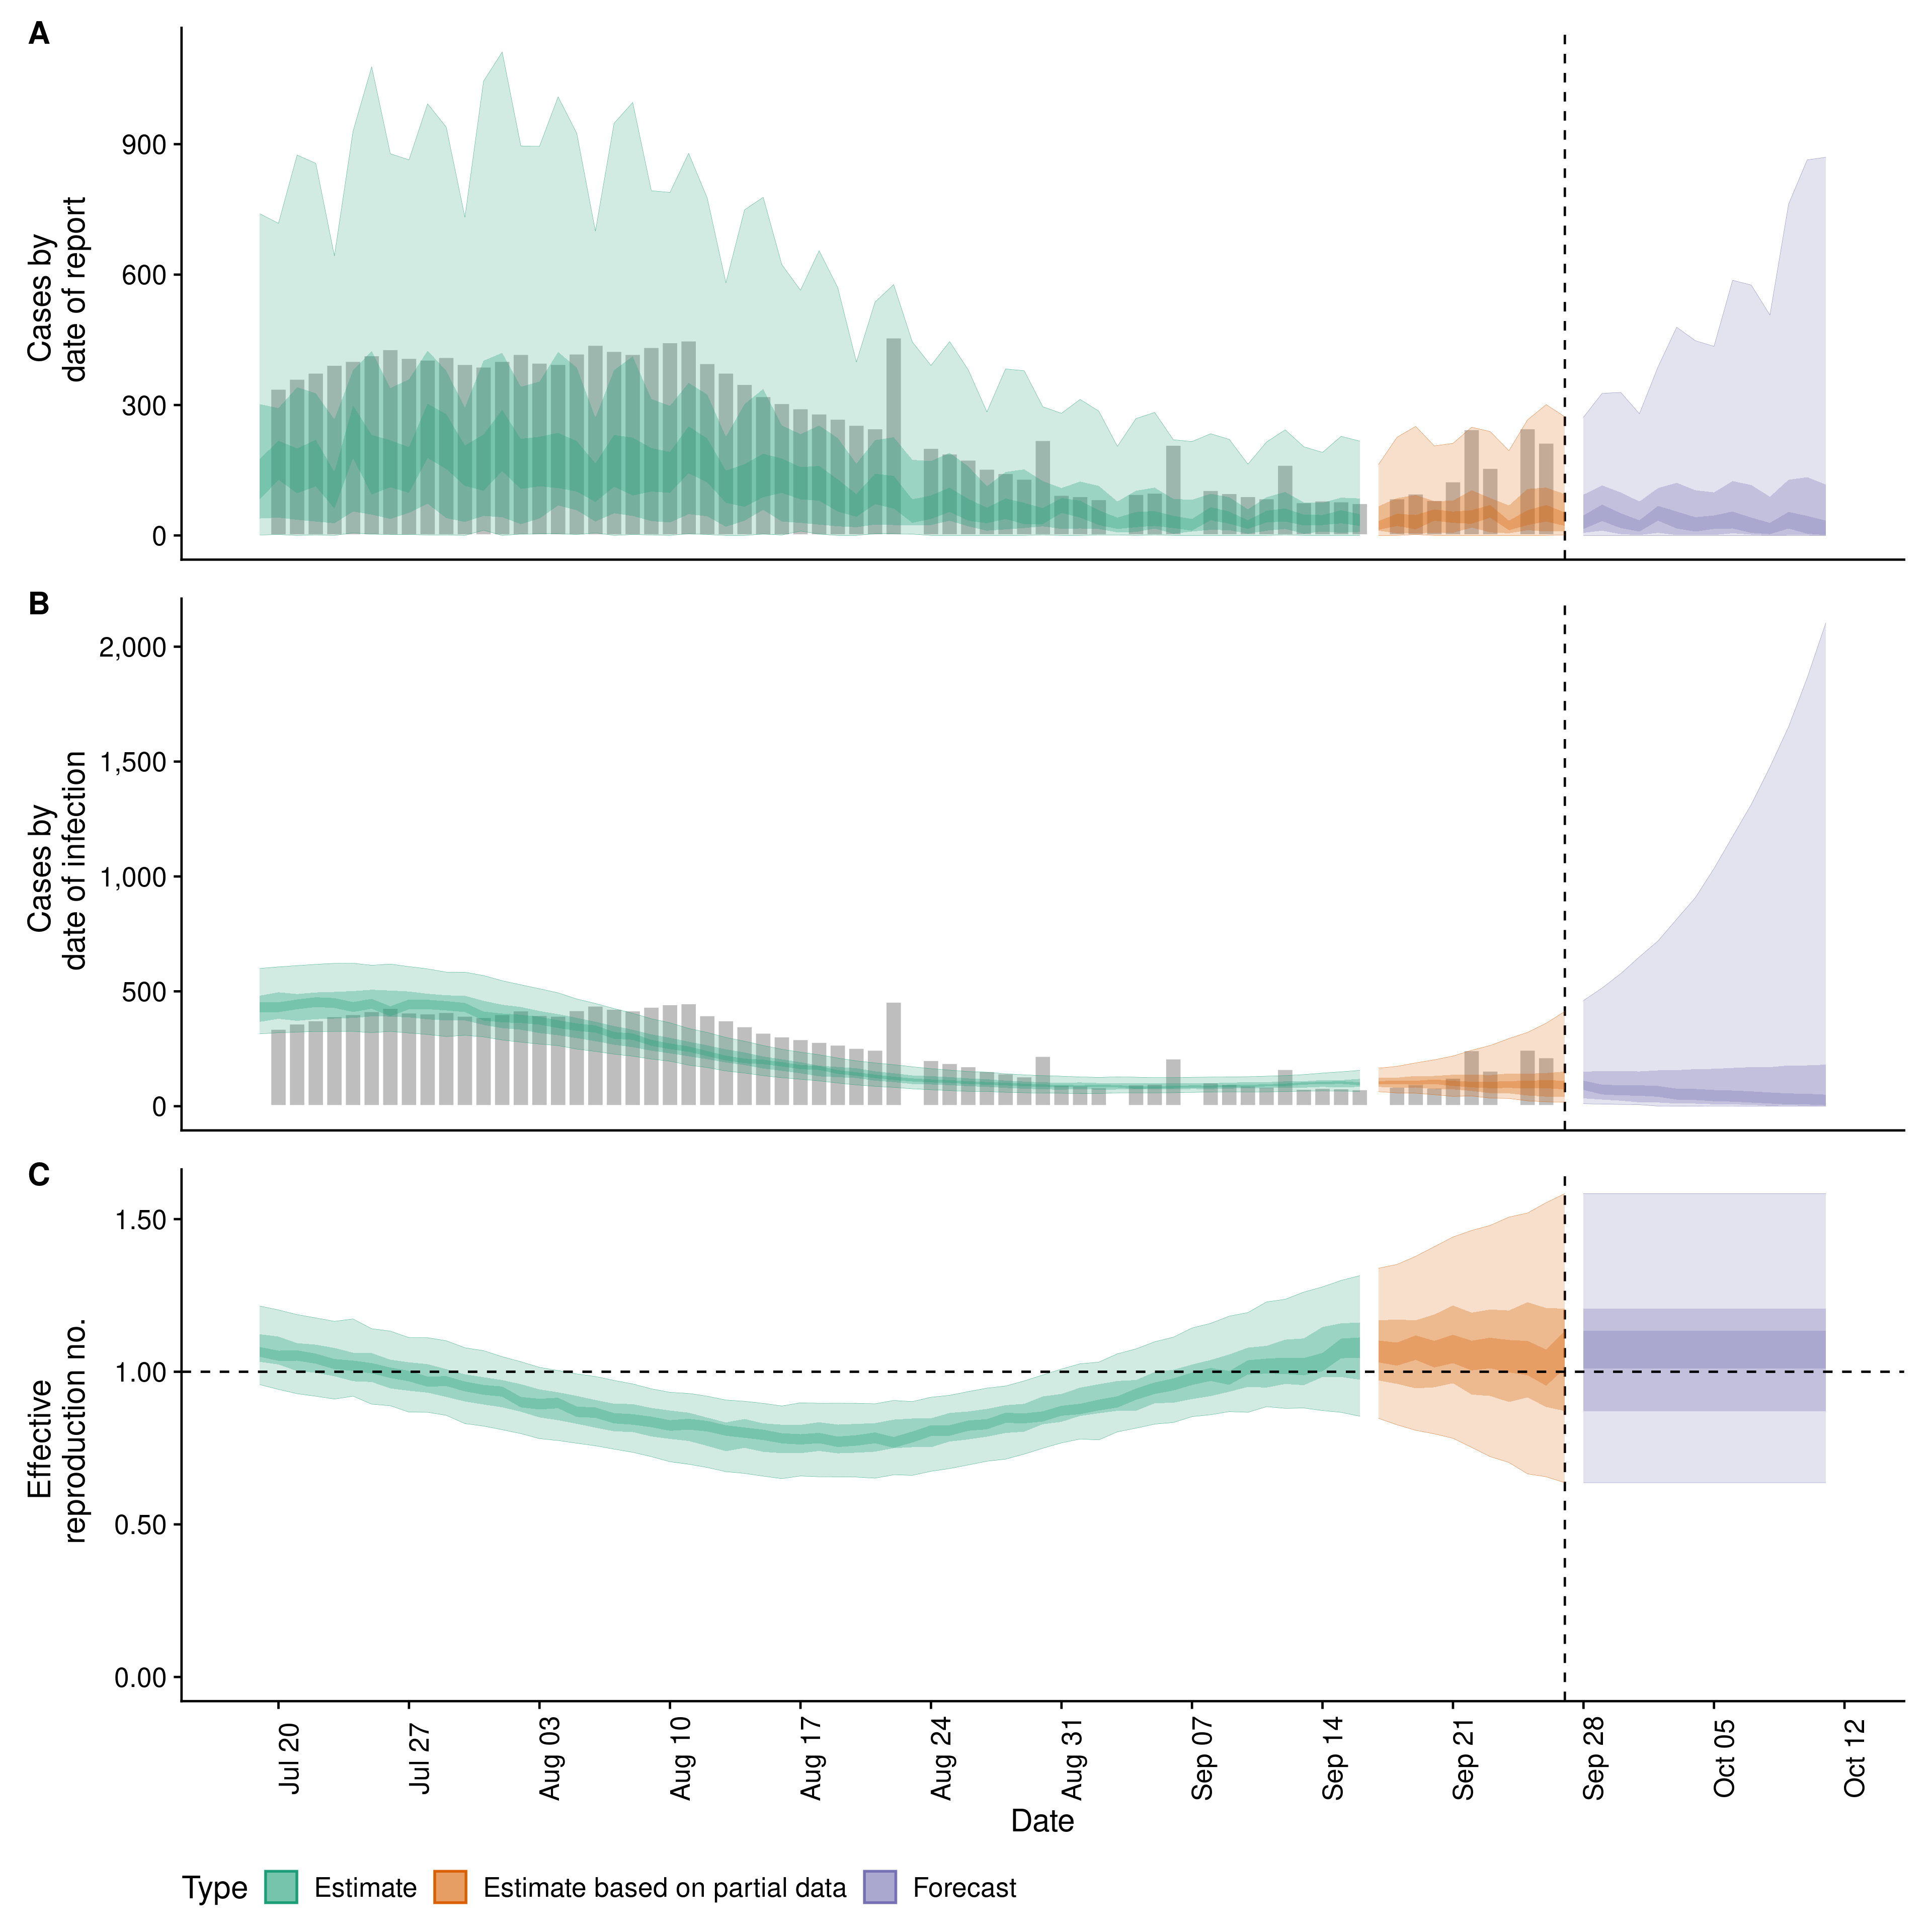 A
Cases by
date of report
900
600
300
0
B
Cases by
date of infection
2,000
1,500
1,000
500
0
C
Effective
reproduction no.
1.50
1.00
0.50
0.00
Jul 20
Jul 27
Aug 03
Aug 10
Aug 17
Aug 24
Aug 31
Sep 07
Sep 14
Sep 21
Sep 28
Oct 05
Oct 12
Date
Type
Estimate
Estimate based on partial data
Forecast